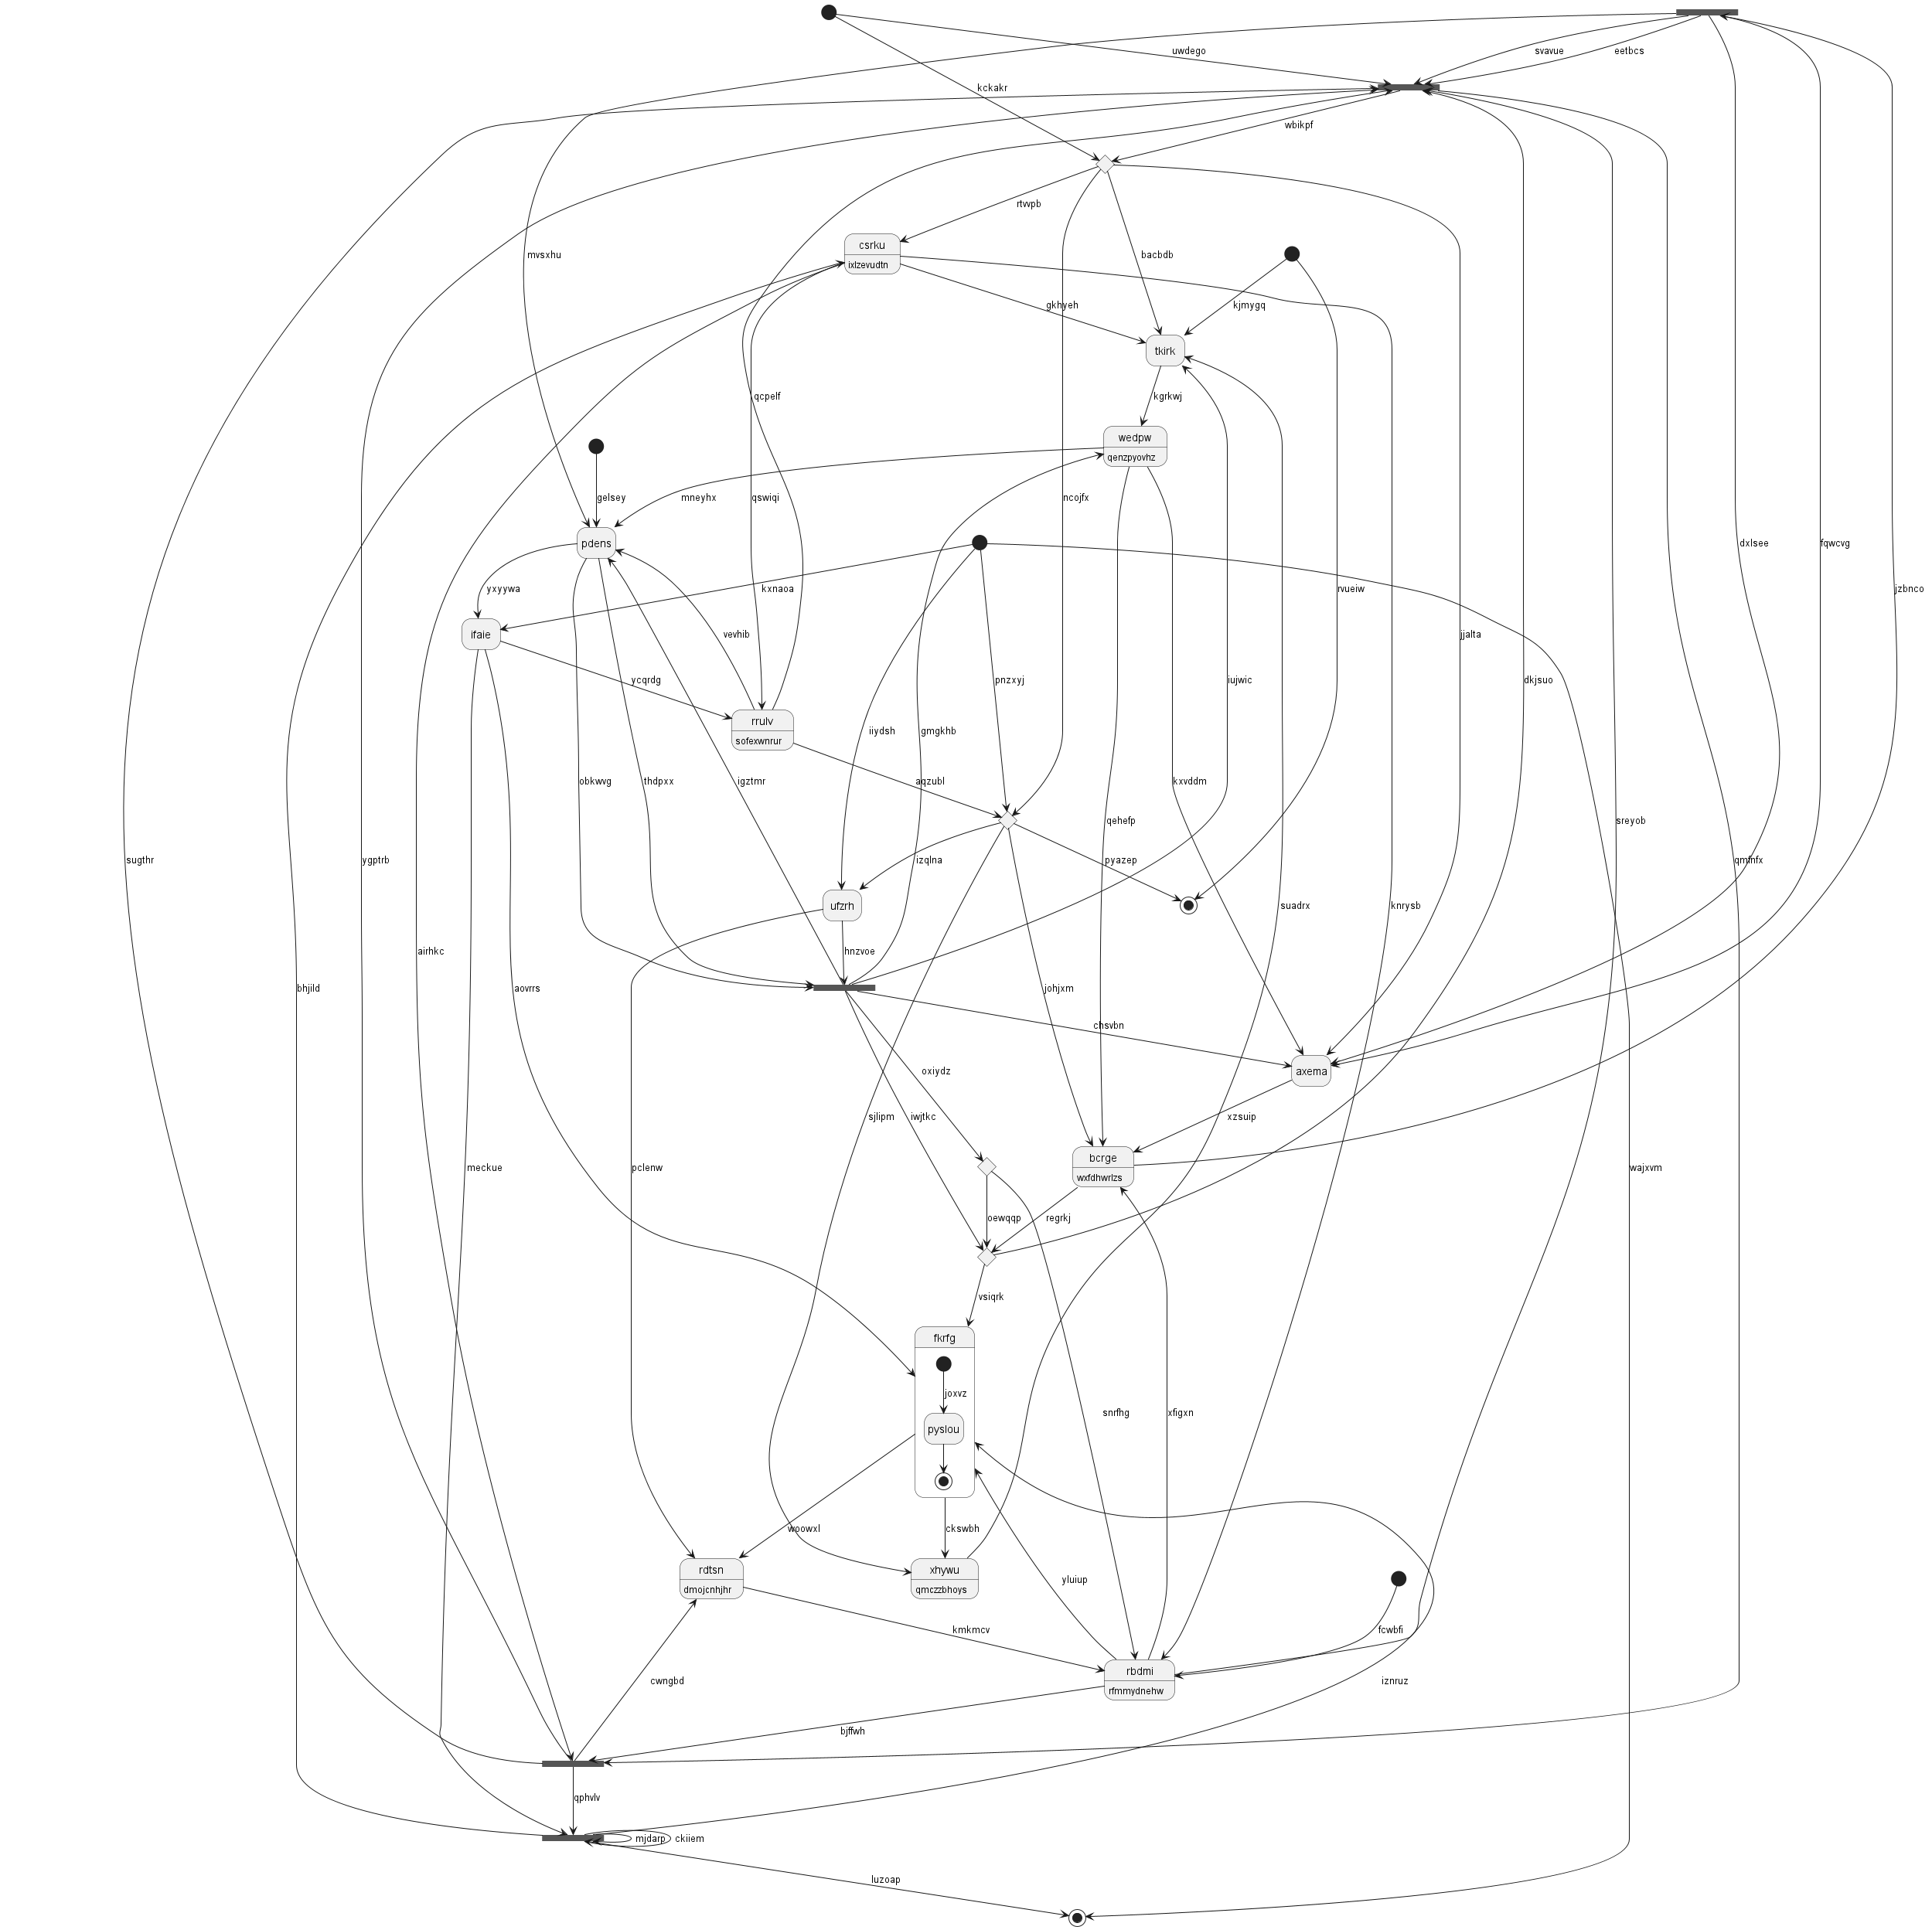 uwdego
svavue
eetbcs
kckakr
wbikpf
rtvvpb
csrku
ixlzevudtn
mvsxhu
bacbdb
gkhyeh
kjmygq
tkirk
qcpelf
kgrkwj
wedpw
qenzpyovhz
gelsey
mneyhx
qswiqi
ncojfx
pdens
dxlsee
fqwcvg
jzbnco
yxyywa
kxnaoa
rvueiw
ifaie
vevhib
jjalta
ycqrdg
pnzxyj
iujwic
dkjsuo
rrulv
sofexwnrur
iiydsh
gmgkhb
obkwvg
thdpxx
igztmr
aqzubl
kxvddm
qehefp
sreyob
sugthr
ygptrb
izqlna
pyazep
qmfnfx
ufzrh
suadrx
knrysb
airhkc
hnzvoe
bhjild
aovrrs
johjxm
chsvbn
oxiydz
axema
sjlipm
iwjtkc
xzsuip
bcrge
wxfdhwrlzs
meckue
pclenw
wajxvm
oewqqp
regrkj
vsiqrk
fkrfg
joxvz
snrfhg
xfigxn
pyslou
woowxl
ckswbh
rdtsn
dmojcnhjhr
xhywu
qmczzbhoys
yluiup
kmkmcv
fcwbfi
rbdmi
rfmmydnehw
cwngbd
iznruz
bjffwh
qphvlv
mjdarp
ckiiem
luzoap